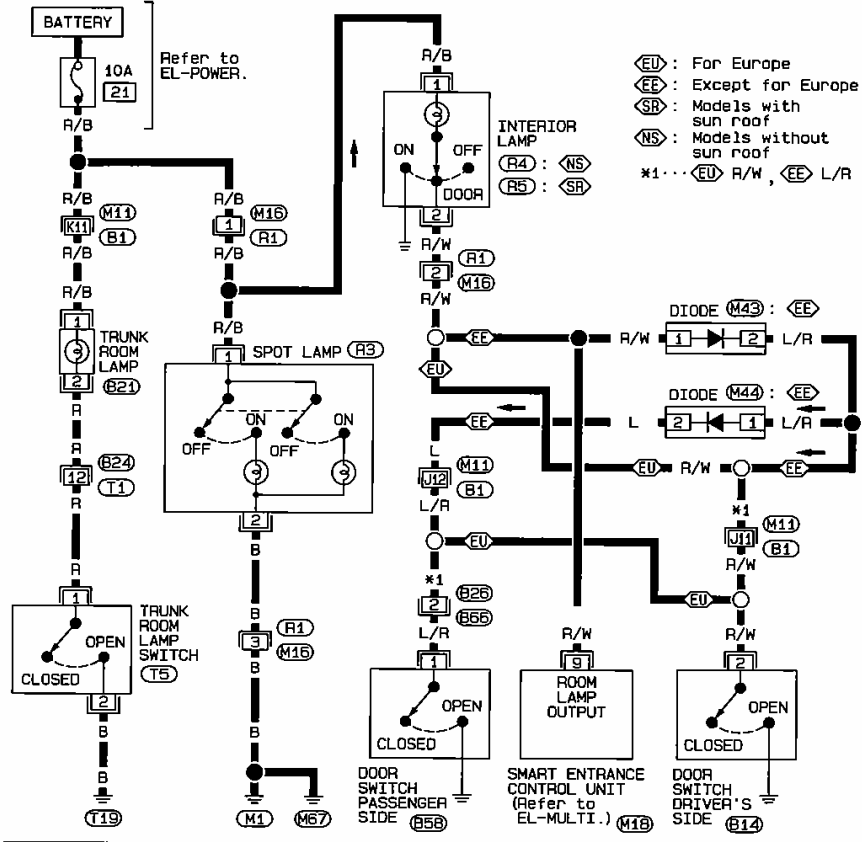 BATTERY
10A
21
Refer to
EL-POWER.
R/B
R/B
K11
M11
B1
R/B
R/B
1
TRUNK
ROOM
LAMP
2
B21
R
R
12
B24
T1
R
R
1
OPEN
CLOSED
TRUNK
ROOM
LAMP
SWITCH
T5
2
B
B
T19
R/B
1
M16
R1
R/B
R/B
1
SPOT LAMP R3
ON
ON
OFF
OFF
2
B
B
3
R1
M16
B
B
M1
M67
R/B
1
ON
OFF
DOOR
INTERIOR
LAMP
R4 : NS
R5 : SR
2
R/W
2
R1
M16
R/W
EE
EU
EU : For Europe
EE : Except for Europe
SR : Models with
sun roof
NS : Models without
sun roof
*1···EU R/W , EE L/R
DIODE M43 : EE
R/W
1
2
L/R
DIODE M44 : EE
EE
L
2
1
L/R
EU
R/W
EE
L
J12
M11
B1
L/R
EU
*1
2
B26
B66
L/R
1
OPEN
CLOSED
DOOR
SWITCH
PASSENGER
SIDE B58
R/W
9
ROOM
LAMP
OUTPUT
SMART ENTRANCE
CONTROL UNIT
(Refer to
EL-MULTI.) M18
*1
J11
M11
B1
R/W
EU
R/W
2
OPEN
CLOSED
DOOR
SWITCH
DRIVER'S
SIDE B14